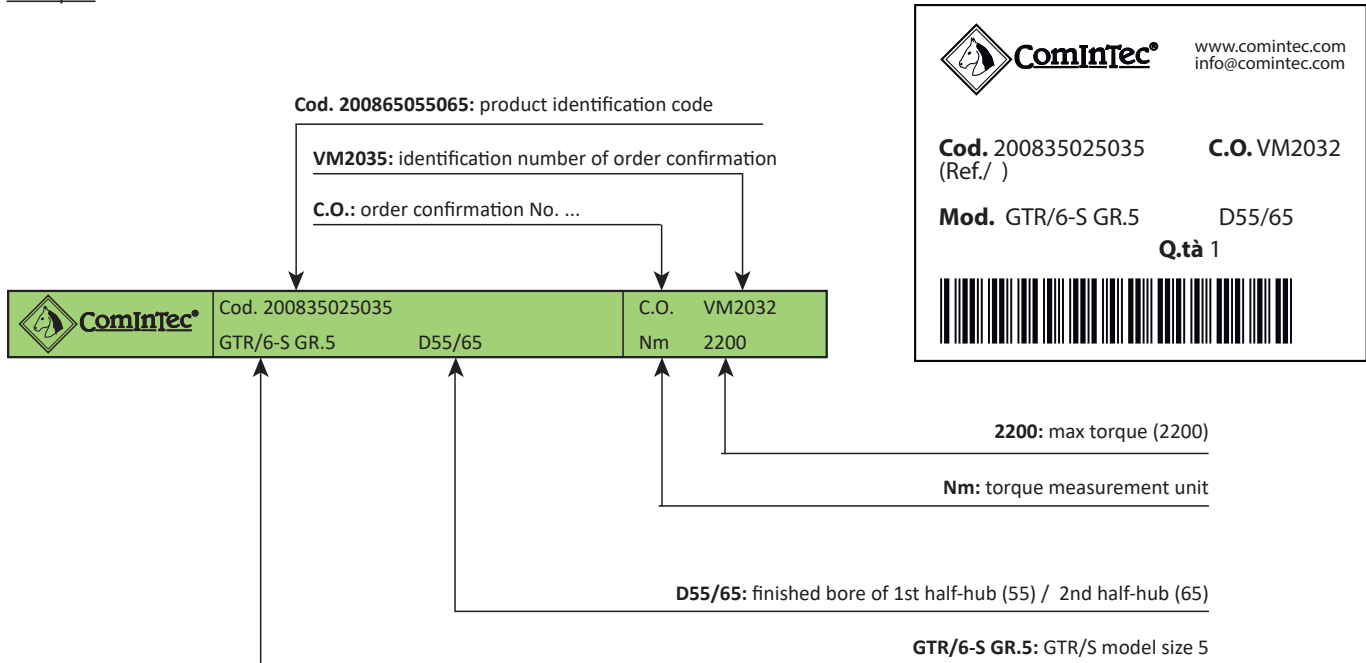 ComInTec®
www.comintec.com
info@comintec.com
Cod. 200835025035 C.O. VM2032
(Ref./ )
Mod. GTR/6-S GR.5 D55/65
Q.tà 1
Cod. 200865055065: product identification code
VM2035: identification number of order confirmation
C.O.: order confirmation No. ...
ComInTec®
Cod. 200835025035 C.O. VM2032
GTR/6-S GR.5 D55/65 Nm 2200
2200: max torque (2200)
Nm: torque measurement unit
D55/65: finished bore of 1st half-hub (55) / 2nd half-hub (65)
GTR/6-S GR.5: GTR/S model size 5